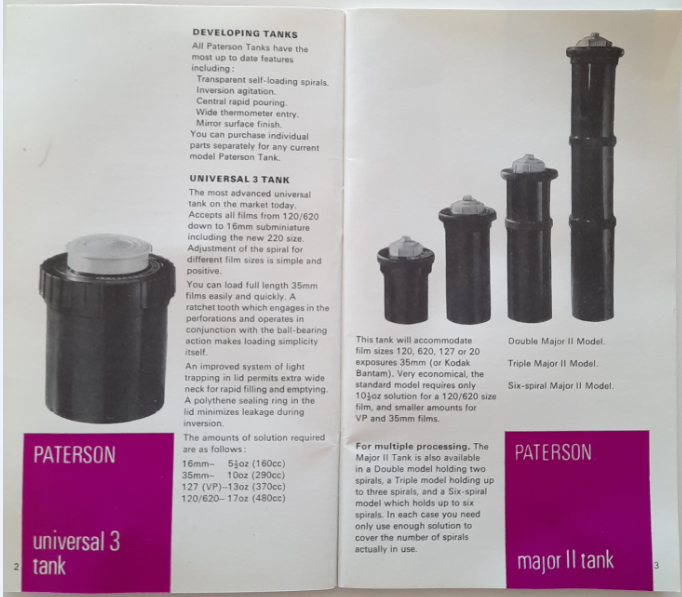 DEVELOPING TANKS
All Paterson Tanks have the
most up to date features
including:
Transparent self-loading spirals.
Inversion agitation.
Central rapid pouring.
Wide thermometer entry.
Mirror surface finish.
You can purchase individual
parts separately for any current
model Paterson Tank.
UNIVERSAL 3 TANK
The most advanced universal
tank on the market today.
Accepts all films from 120/620
down to 16mm subminiature
including the new 220 size.
Adjustment of the spiral for
different film sizes is simple and
positive.
You can load full length 35mm
films easily and quickly. A
ratchet tooth which engages in the
perforations and operates in
conjunction with the ball-bearing
action makes loading simplicity
itself.
An improved system of light
trapping in lid permits extra wide
neck for rapid filling and emptying.
A polythene sealing ring in the
lid minimizes leakage during
inversion.
The amounts of solution required
are as follows:
16mm– 5½oz (160cc)
35mm– 10oz (290cc)
127 (VP)–13oz (370cc)
120/620–17oz (480cc)
PATERSON
universal 3
tank
2
This tank will accommodate
film sizes 120, 620, 127 or 20
exposures 35mm (or Kodak
Bantam). Very economical, the
standard model requires only
10½oz solution for a 120/620 size
film, and smaller amounts for
VP and 35mm films.
For multiple processing. The
Major II Tank is also available
in a Double model holding two
spirals, a Triple model holding up
to three spirals, and a Six-spiral
model which holds up to six
spirals. In each case you need
only use enough solution to
cover the number of spirals
actually in use.
Double Major II Model.
Triple Major II Model.
Six-spiral Major II Model.
PATERSON
major II tank
3